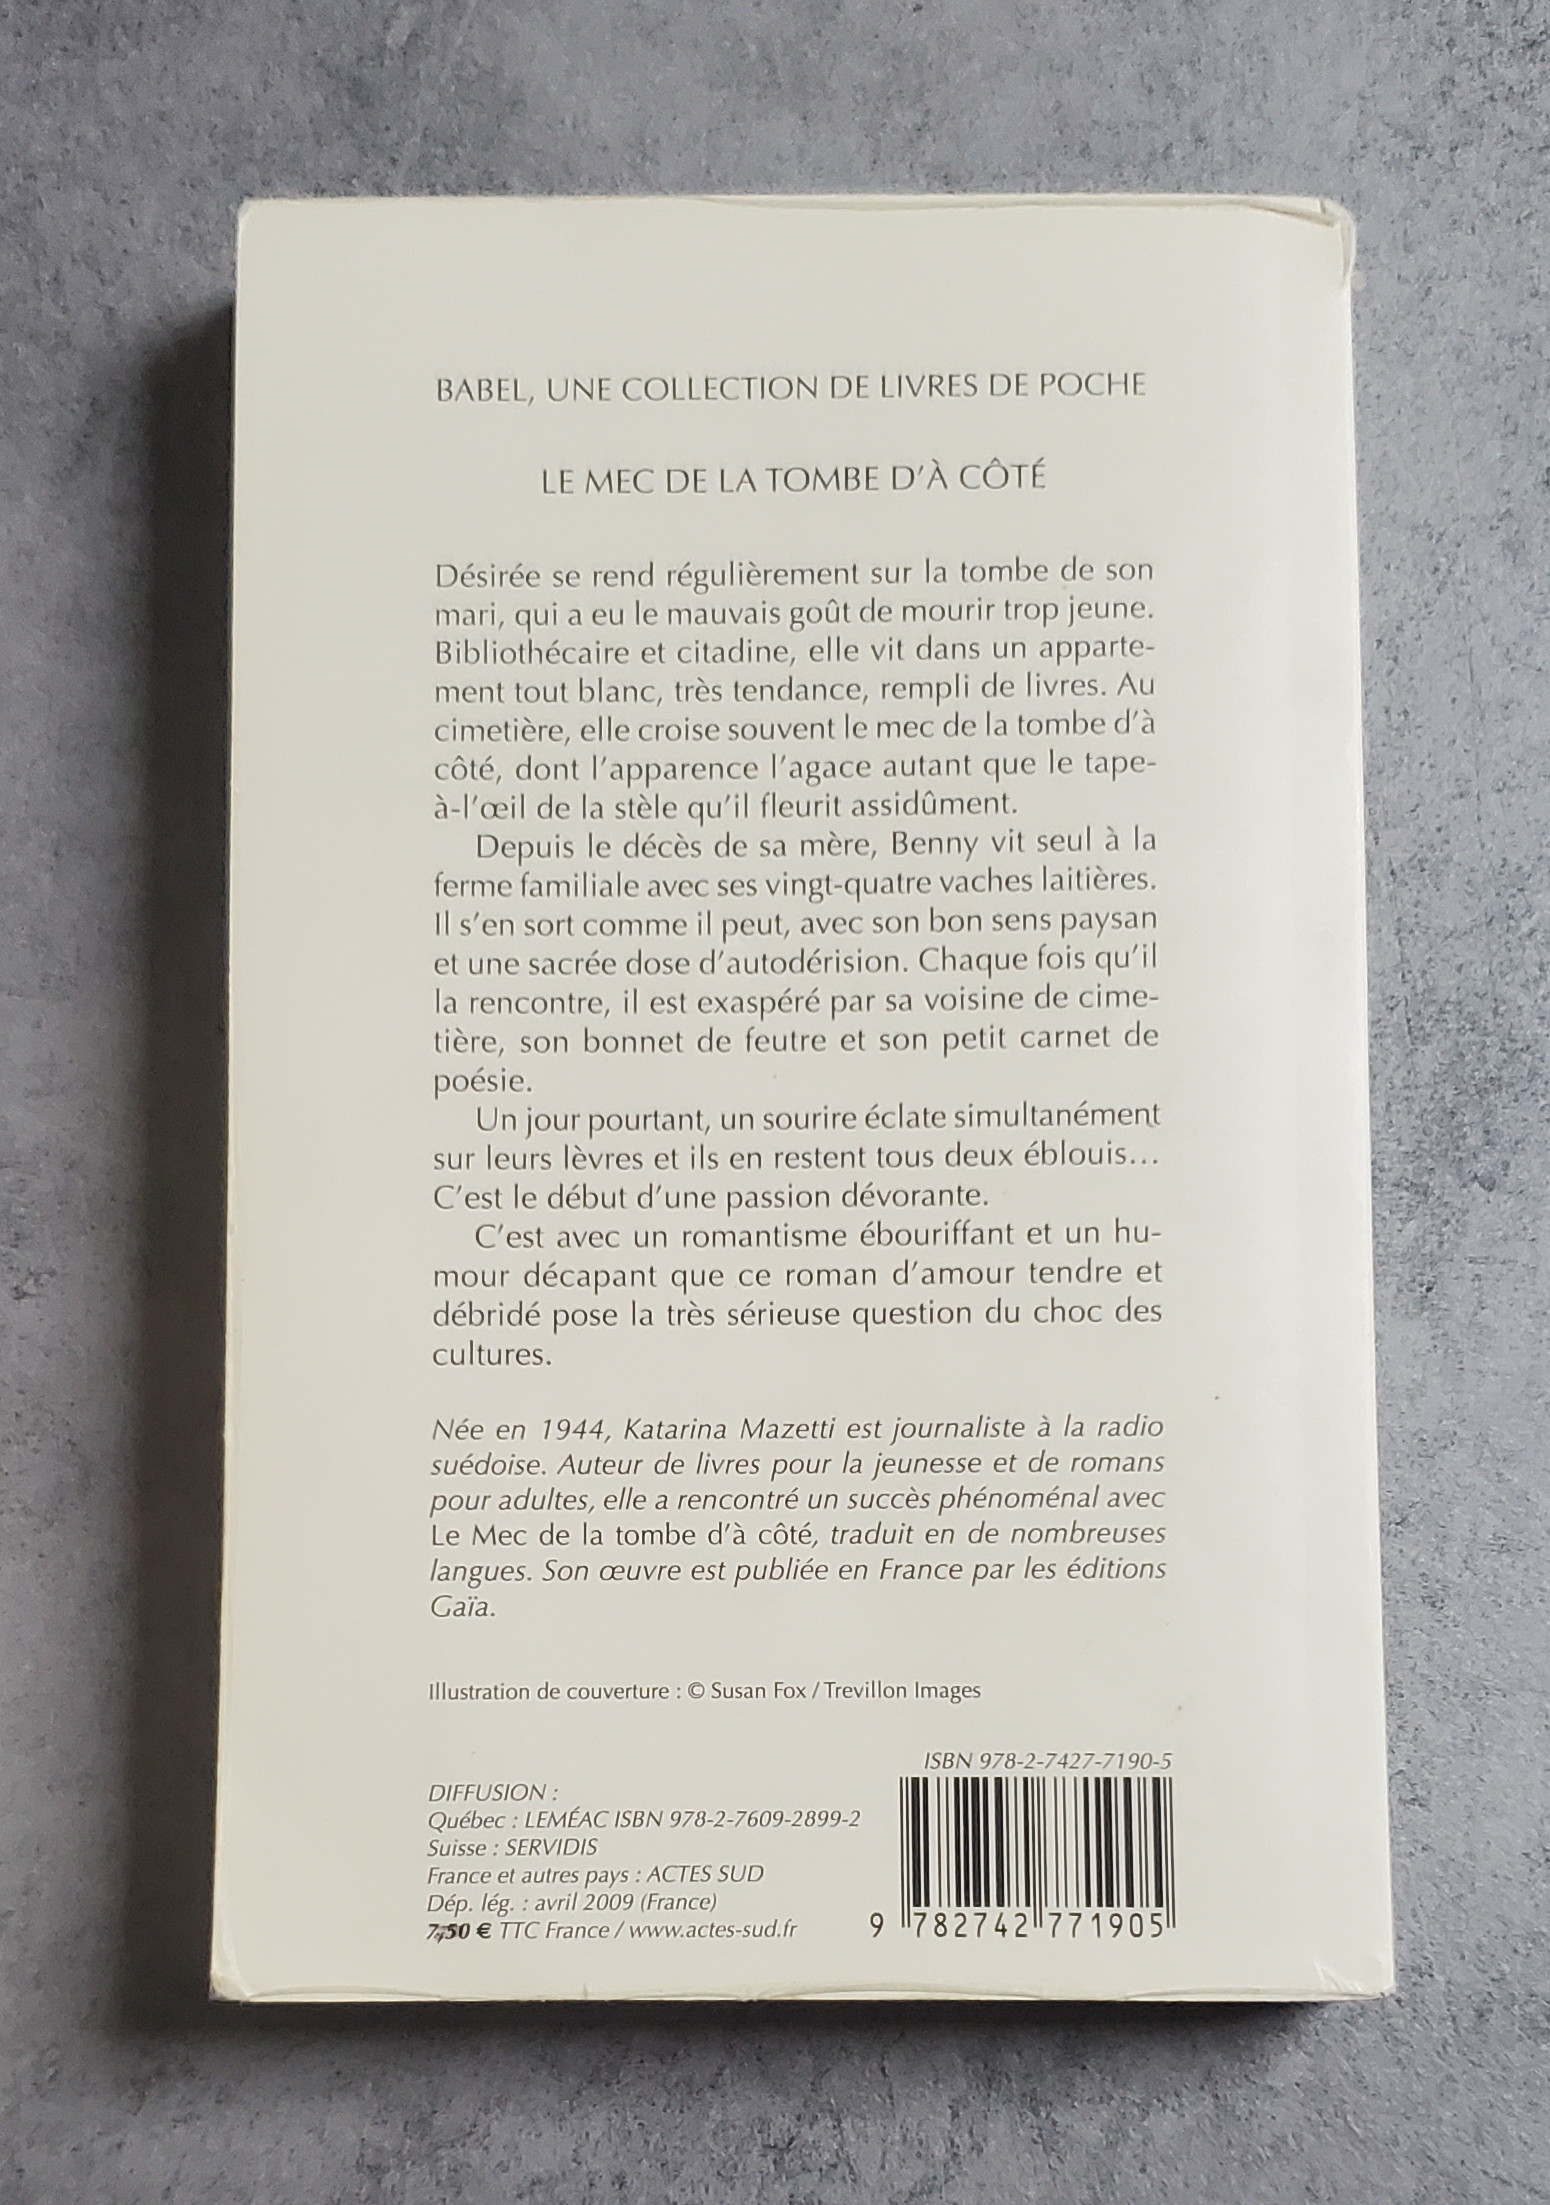 BABEL, UNE COLLECTION DE LIVRES DE POCHE
LE MEC DE LA TOMBE D'À CÔTÉ
Désirée se rend régulièrement sur la tombe de son
mari, qui a eu le mauvais goût de mourir trop jeune.
Bibliothécaire et citadine, elle vit dans un apparte-
ment tout blanc, très tendance, rempli de livres. Au
cimetière, elle croise souvent le mec de la tombe d'à
côté, dont l'apparence l'agace autant que le tape-
à-l'œil de la stèle qu'il fleurit assidûment.
Depuis le décès de sa mère, Benny vit seul à la
ferme familiale avec ses vingt-quatre vaches laitières.
Il s'en sort comme il peut, avec son bon sens paysan
et une sacrée dose d'autodérision. Chaque fois qu'il
la rencontre, il est exaspéré par sa voisine de cime-
tière, son bonnet de feutre et son petit carnet de
poésie.
Un jour pourtant, un sourire éclate simultanément
sur leurs lèvres et ils en restent tous deux éblouis...
C'est le début d'une passion dévorante.
C'est avec un romantisme ébouriffant et un hu-
mour décapant que ce roman d'amour tendre et
débridé pose la très sérieuse question du choc des
cultures.
Née en 1944, Katarina Mazetti est journaliste à la radio
suédoise. Auteur de livres pour la jeunesse et de romans
pour adultes, elle a rencontré un succès phénoménal avec
Le Mec de la tombe d'à côté, traduit en de nombreuses
langues. Son œuvre est publiée en France par les éditions
Gaïa.
Illustration de couverture : © Susan Fox / Trevillon Images
DIFFUSION :
Québec : LEMÉAC ISBN 978-2-7609-2899-2
Suisse : SERVIDIS
France et autres pays : ACTES SUD
Dép. lég. : avril 2009 (France)
7,50 € TTC France / www.actes-sud.fr
ISBN 978-2-7427-7190-5
9 782742 771905